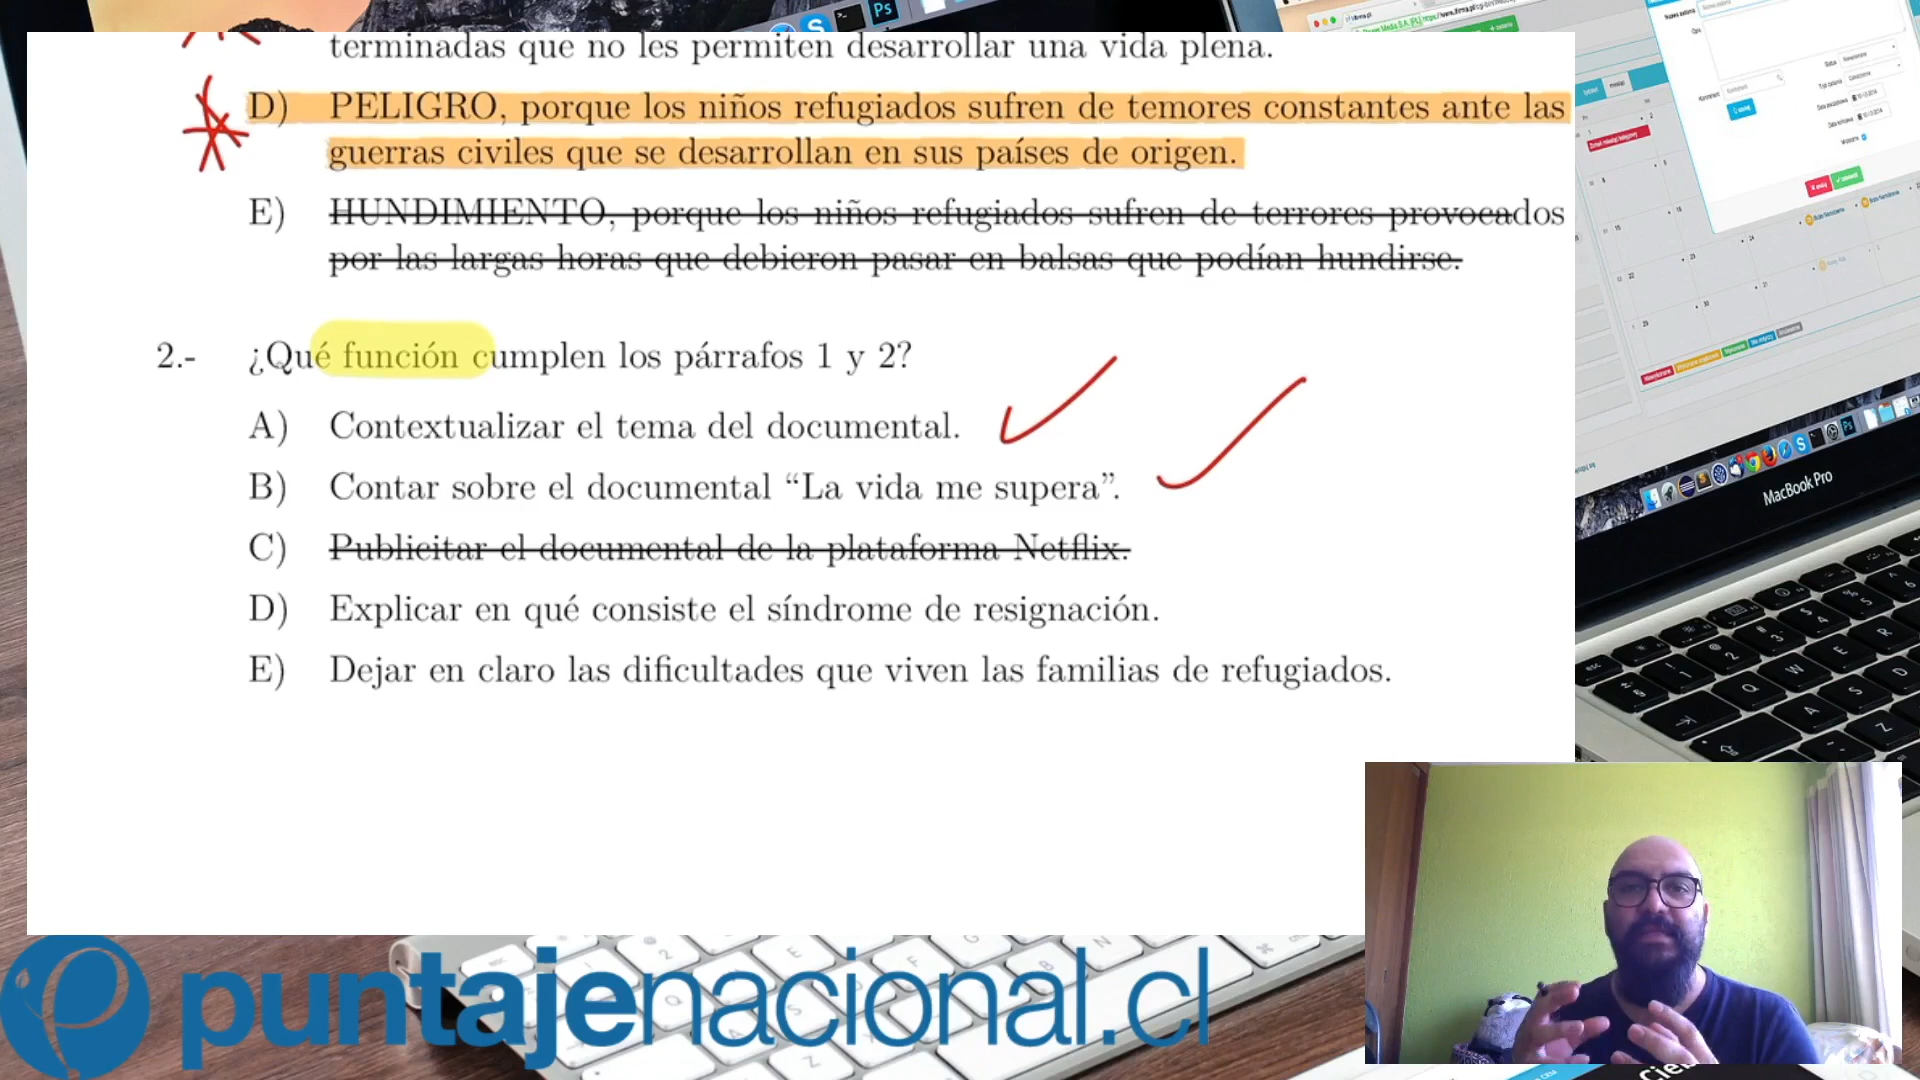 terminadas que no les permiten desarrollar una vida plena.
D) PELIGRO, porque los niños refugiados sufren de temores constantes ante las
guerras civiles que se desarrollan en sus países de origen.
E) HUNDIMIENTO, porque los niños refugiados sufren de terrores provocados
por las largas horas que debieron pasar en balsas que podían hundirse.
2.- ¿Qué función cumplen los párrafos 1 y 2?
A) Contextualizar el tema del documental.
B) Contar sobre el documental “La vida me supera”.
C) Publicitar el documental de la plataforma Netflix.
D) Explicar en qué consiste el síndrome de resignación.
E) Dejar en claro las dificultades que viven las familias de refugiados.
MacBook Pro
puntajenacional.cl